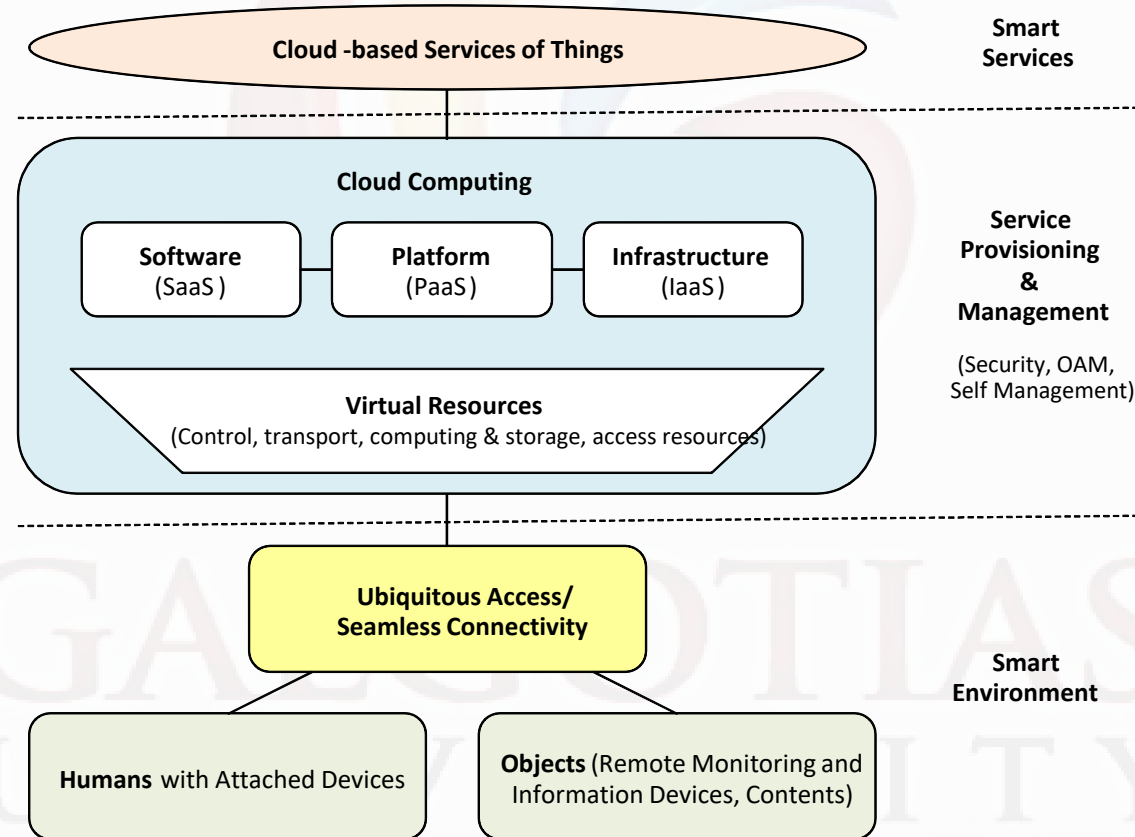 Cloud -based Services of Things
Smart
Services
Cloud Computing
Software
(SaaS )
Platform
(PaaS )
Infrastructure
(IaaS )
Service
Provisioning
&
Management
(Security, OAM,
Self Management)
Virtual Resources
(Control, transport, computing & storage, access resources)
Ubiquitous Access/
Seamless Connectivity
Smart
Environment
Humans with Attached Devices
Objects (Remote Monitoring and
Information Devices, Contents)
GALGOTIAS